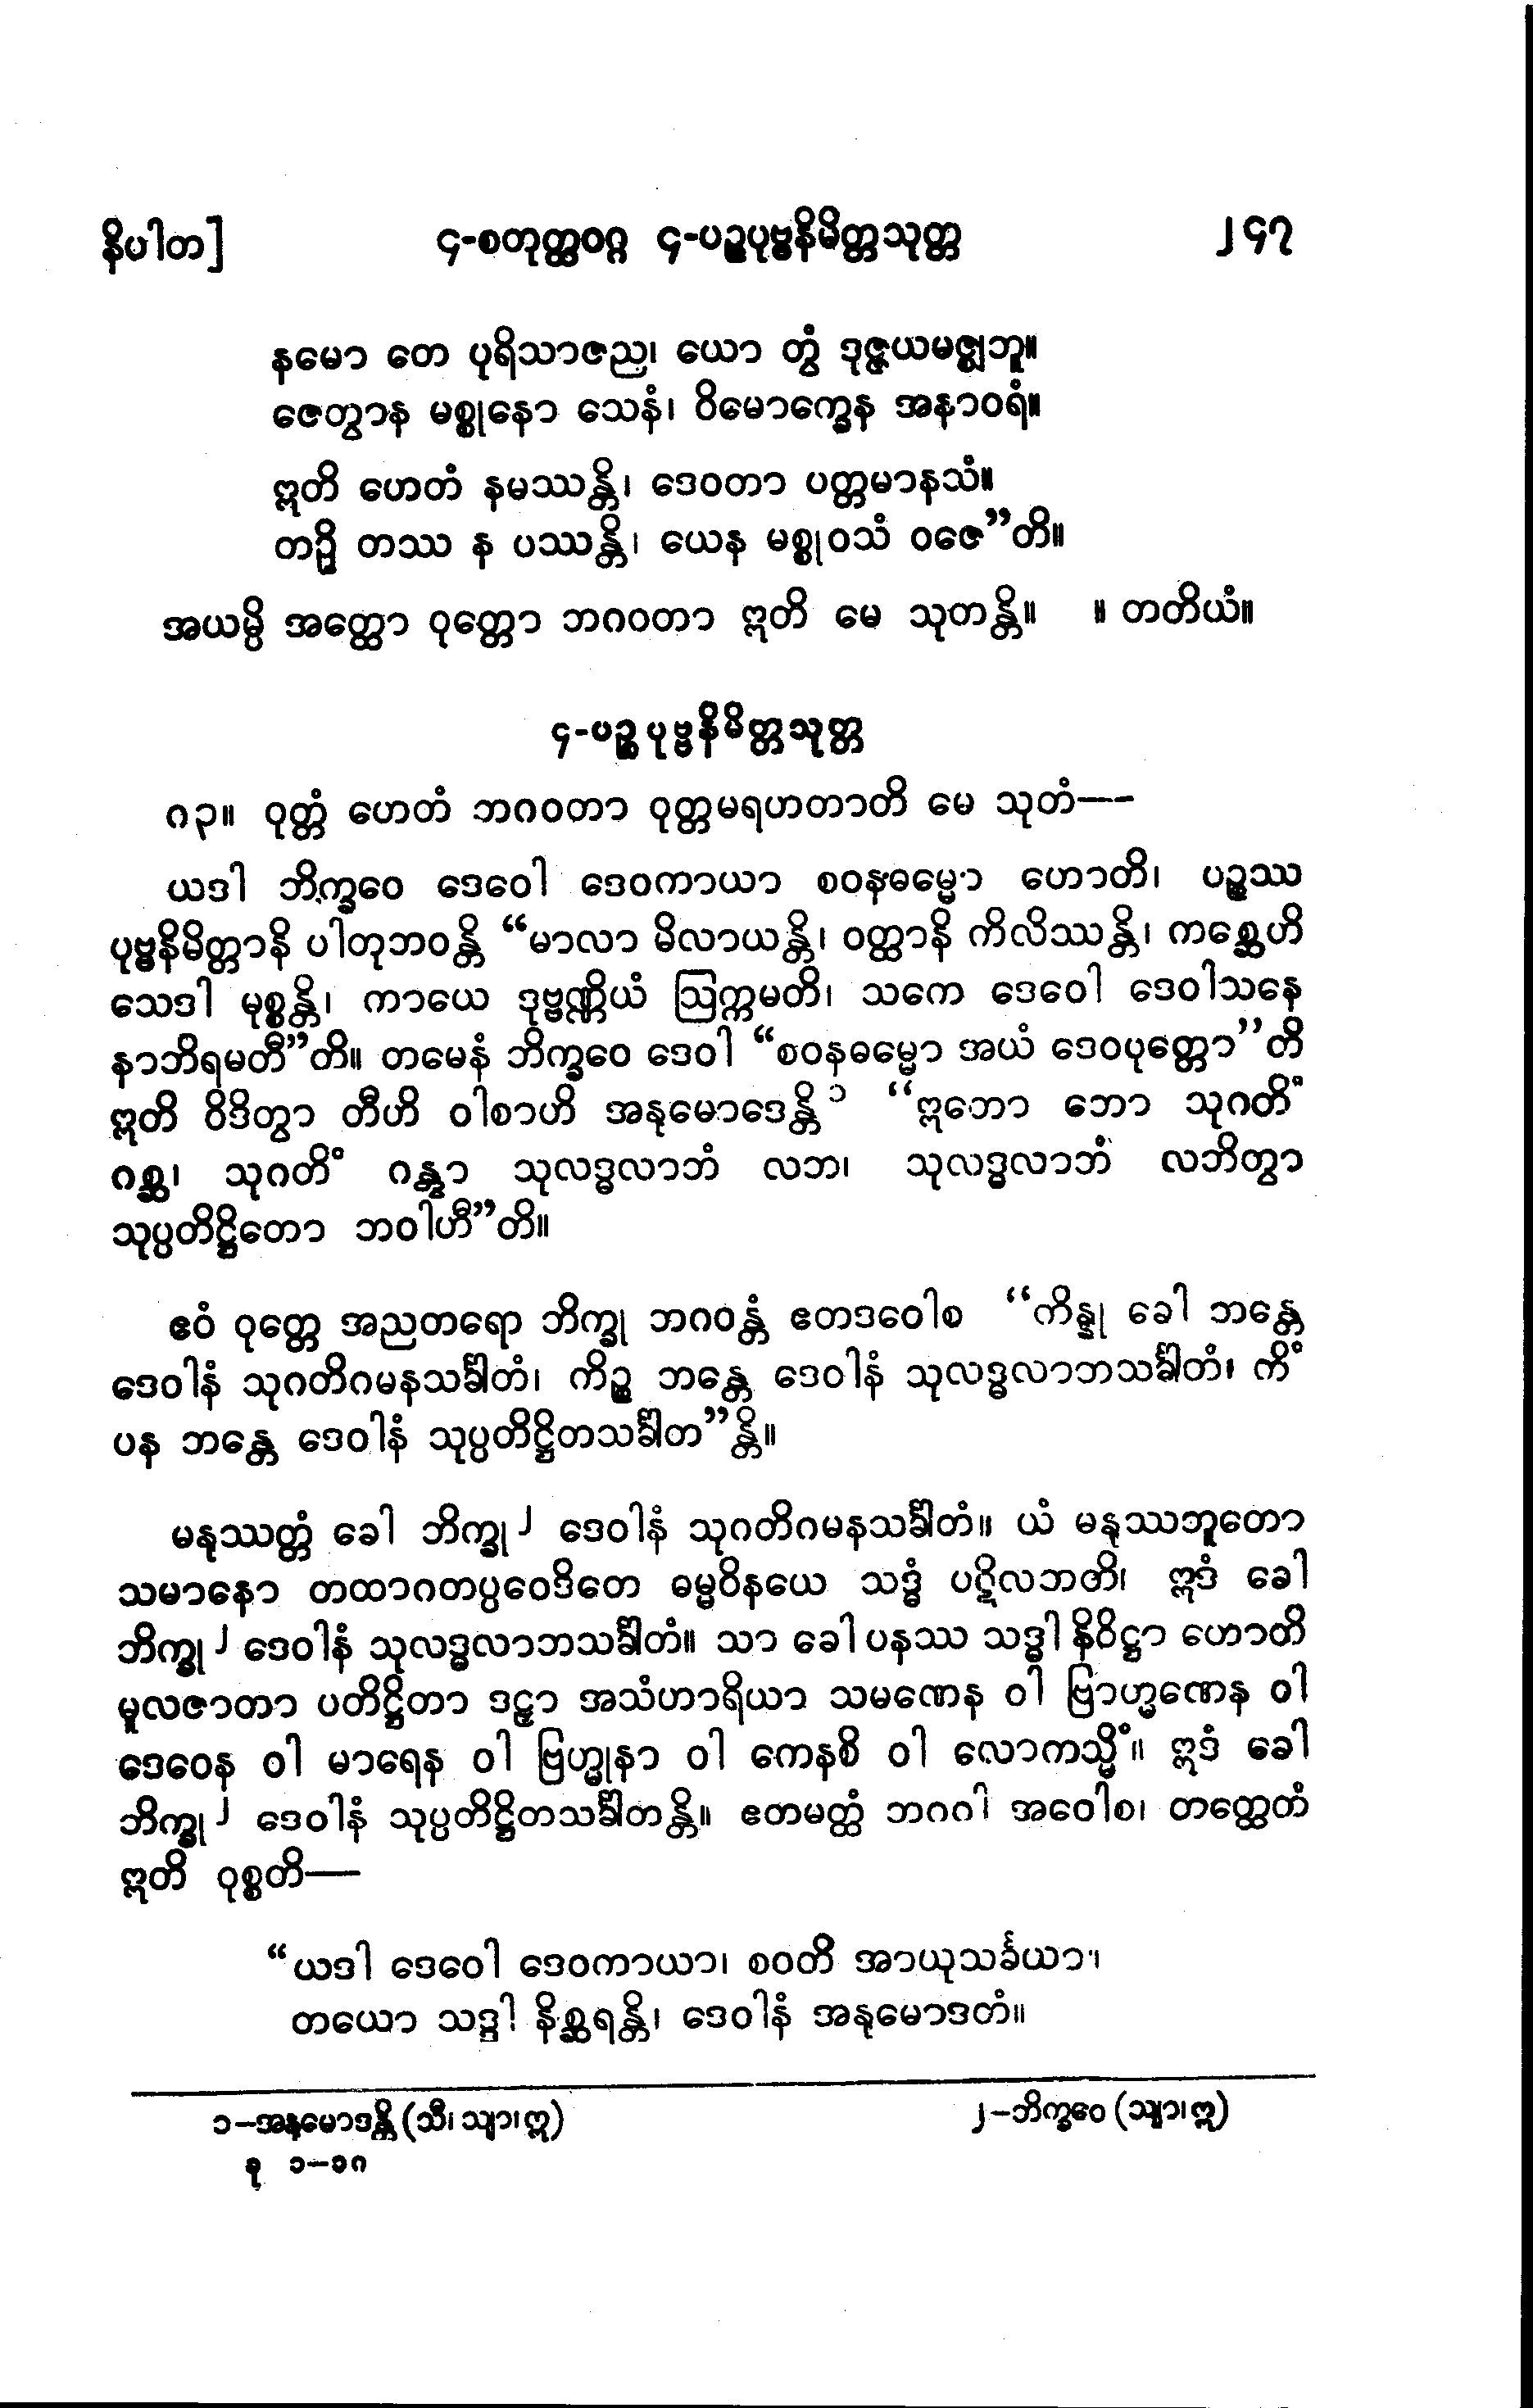 နိပါတ] ၄-စတုတ္ထဝဂ္ဂ ၄-ပဉ္စပုဗ္ဗနိမိတ္တသုတ္တ ၂၄၇
နမော တေ ပုရိသာဇည၊ ယော တွံ ဒုဇ္ဇယမဇ္ဈဘူ။
ဇေတွာန မစ္စုနော သေနံ၊ ဝိမောက္ခေန အနာဝရံ။
ဣတိ ဟေတံ နမဿန္တိ၊ ဒေဝတာ ပတ္တမာနသံ။
တဉှိ တဿ န ပဿန္တိ၊ ယေန မစ္စုဝသံ ဝဇေ”တိ။
အယမ္ပိ အတ္ထော ဝုတ္တော ဘဂဝတာ ဣတိ မေ သုတန္တိ။ ။ တတိယံ။
၄-ပဉ္စပုဗ္ဗနိမိတ္တသုတ္တ
၈၃။ ဝုတ္တံ ဟေတံ ဘဂဝတာ ဝုတ္တမရဟတာတိ မေ သုတံ—
ယဒါ ဘိက္ခဝေ ဒေဝေါ ဒေဝကာယာ စဝနဓမ္မော ဟောတိ၊ ပဉ္စဿ
ပုဗ္ဗနိမိတ္တာနိ ပါတုဘဝန္တိ “မာလာ မိလာယန္တိ၊ ဝတ္ထာနိ ကိလိဿန္တိ၊ ကစ္ဆေဟိ
သေဒါ မုစ္စန္တိ၊ ကာယေ ဒုဗ္ဗဏ္ဏိယံ ဩက္ကမတိ၊ သကေ ဒေဝေါ ဒေဝါသနေ
နာဘိရမတီ”တိ။ တမေနံ ဘိက္ခဝေ ဒေဝါ “စဝနဓမ္မော အယံ ဒေဝပုတ္တော”တိ
ဣတိ ဝိဒိတွာ တီဟိ ဝါစာဟိ အနုမောဒေန္တိ ၁ “ဣတော ဘော သုဂတိံ
ဂစ္ဆ၊ သုဂတိံ ဂန္တွာ သုလဒ္ဓလာဘံ လဘ၊ သုလဒ္ဓလာဘံ လဘိတွာ
သုပ္ပတိဋ္ဌိတော ဘဝါဟီ”တိ။
ဧဝံ ဝုတ္တေ အညတရော ဘိက္ခု ဘဂဝန္တံ ဧတဒဝေါစ “ကိန္နု ခေါ ဘန္တေ
ဒေဝါနံ သုဂတိဂမနသင်္ခါတံ၊ ကိဉ္စ ဘန္တေ ဒေဝါနံ သုလဒ္ဓလာဘသင်္ခါတံ၊ ကိံ
ပန ဘန္တေ ဒေဝါနံ သုပ္ပတိဋ္ဌိတသင်္ခါတ”န္တိ။
မနုဿတ္တံ ခေါ ဘိက္ခု ၂ ဒေဝါနံ သုဂတိဂမနသင်္ခါတံ။ ယံ မနုဿဘူတော
သမာနော တထာဂတပ္ပဝေဒိတေ ဓမ္မဝိနယေ သဒ္ဓံ ပဋိလဘတိ၊ ဣဒံ ခေါ
ဘိက္ခု ၂ ဒေဝါနံ သုလဒ္ဓလာဘသင်္ခါတံ။ သာ ခေါ ပနဿ သဒ္ဓါ နိဝိဋ္ဌာ ဟောတိ
မူလဇာတာ ပတိဋ္ဌိတာ ဒဠှာ အသံဟာရိယာ သမဏေန ဝါ ဗြာဟ္မဏေန ဝါ
ဒေဝေန ဝါ မာရေန ဝါ ဗြဟ္မုနာ ဝါ ကေနစိ ဝါ လောကသ္မိံ။ ဣဒံ ခေါ
ဘိက္ခု ၂ ဒေဝါနံ သုပ္ပတိဋ္ဌိတသင်္ခါတန္တိ။ ဧတမတ္ထံ ဘဂဂါ အဝေါစ၊ တတ္ထေတံ
ဣတိ ဝုစ္စတိ—
“ယဒါ ဒေဝေါ ဒေဝကာယာ၊ စဝတိ အာယုသင်္ခယာ။
တယော သဒ္ဒါ နိစ္ဆရန္တိ၊ ဒေဝါနံ အနုမောဒတံ။
၁—အနုမောဒန္တိ (သီ၊ သျာ၊ ဣ) ၂—ဘိက္ခဝေ (သျာ၊ ဣ)
ခု ၁—၁၈